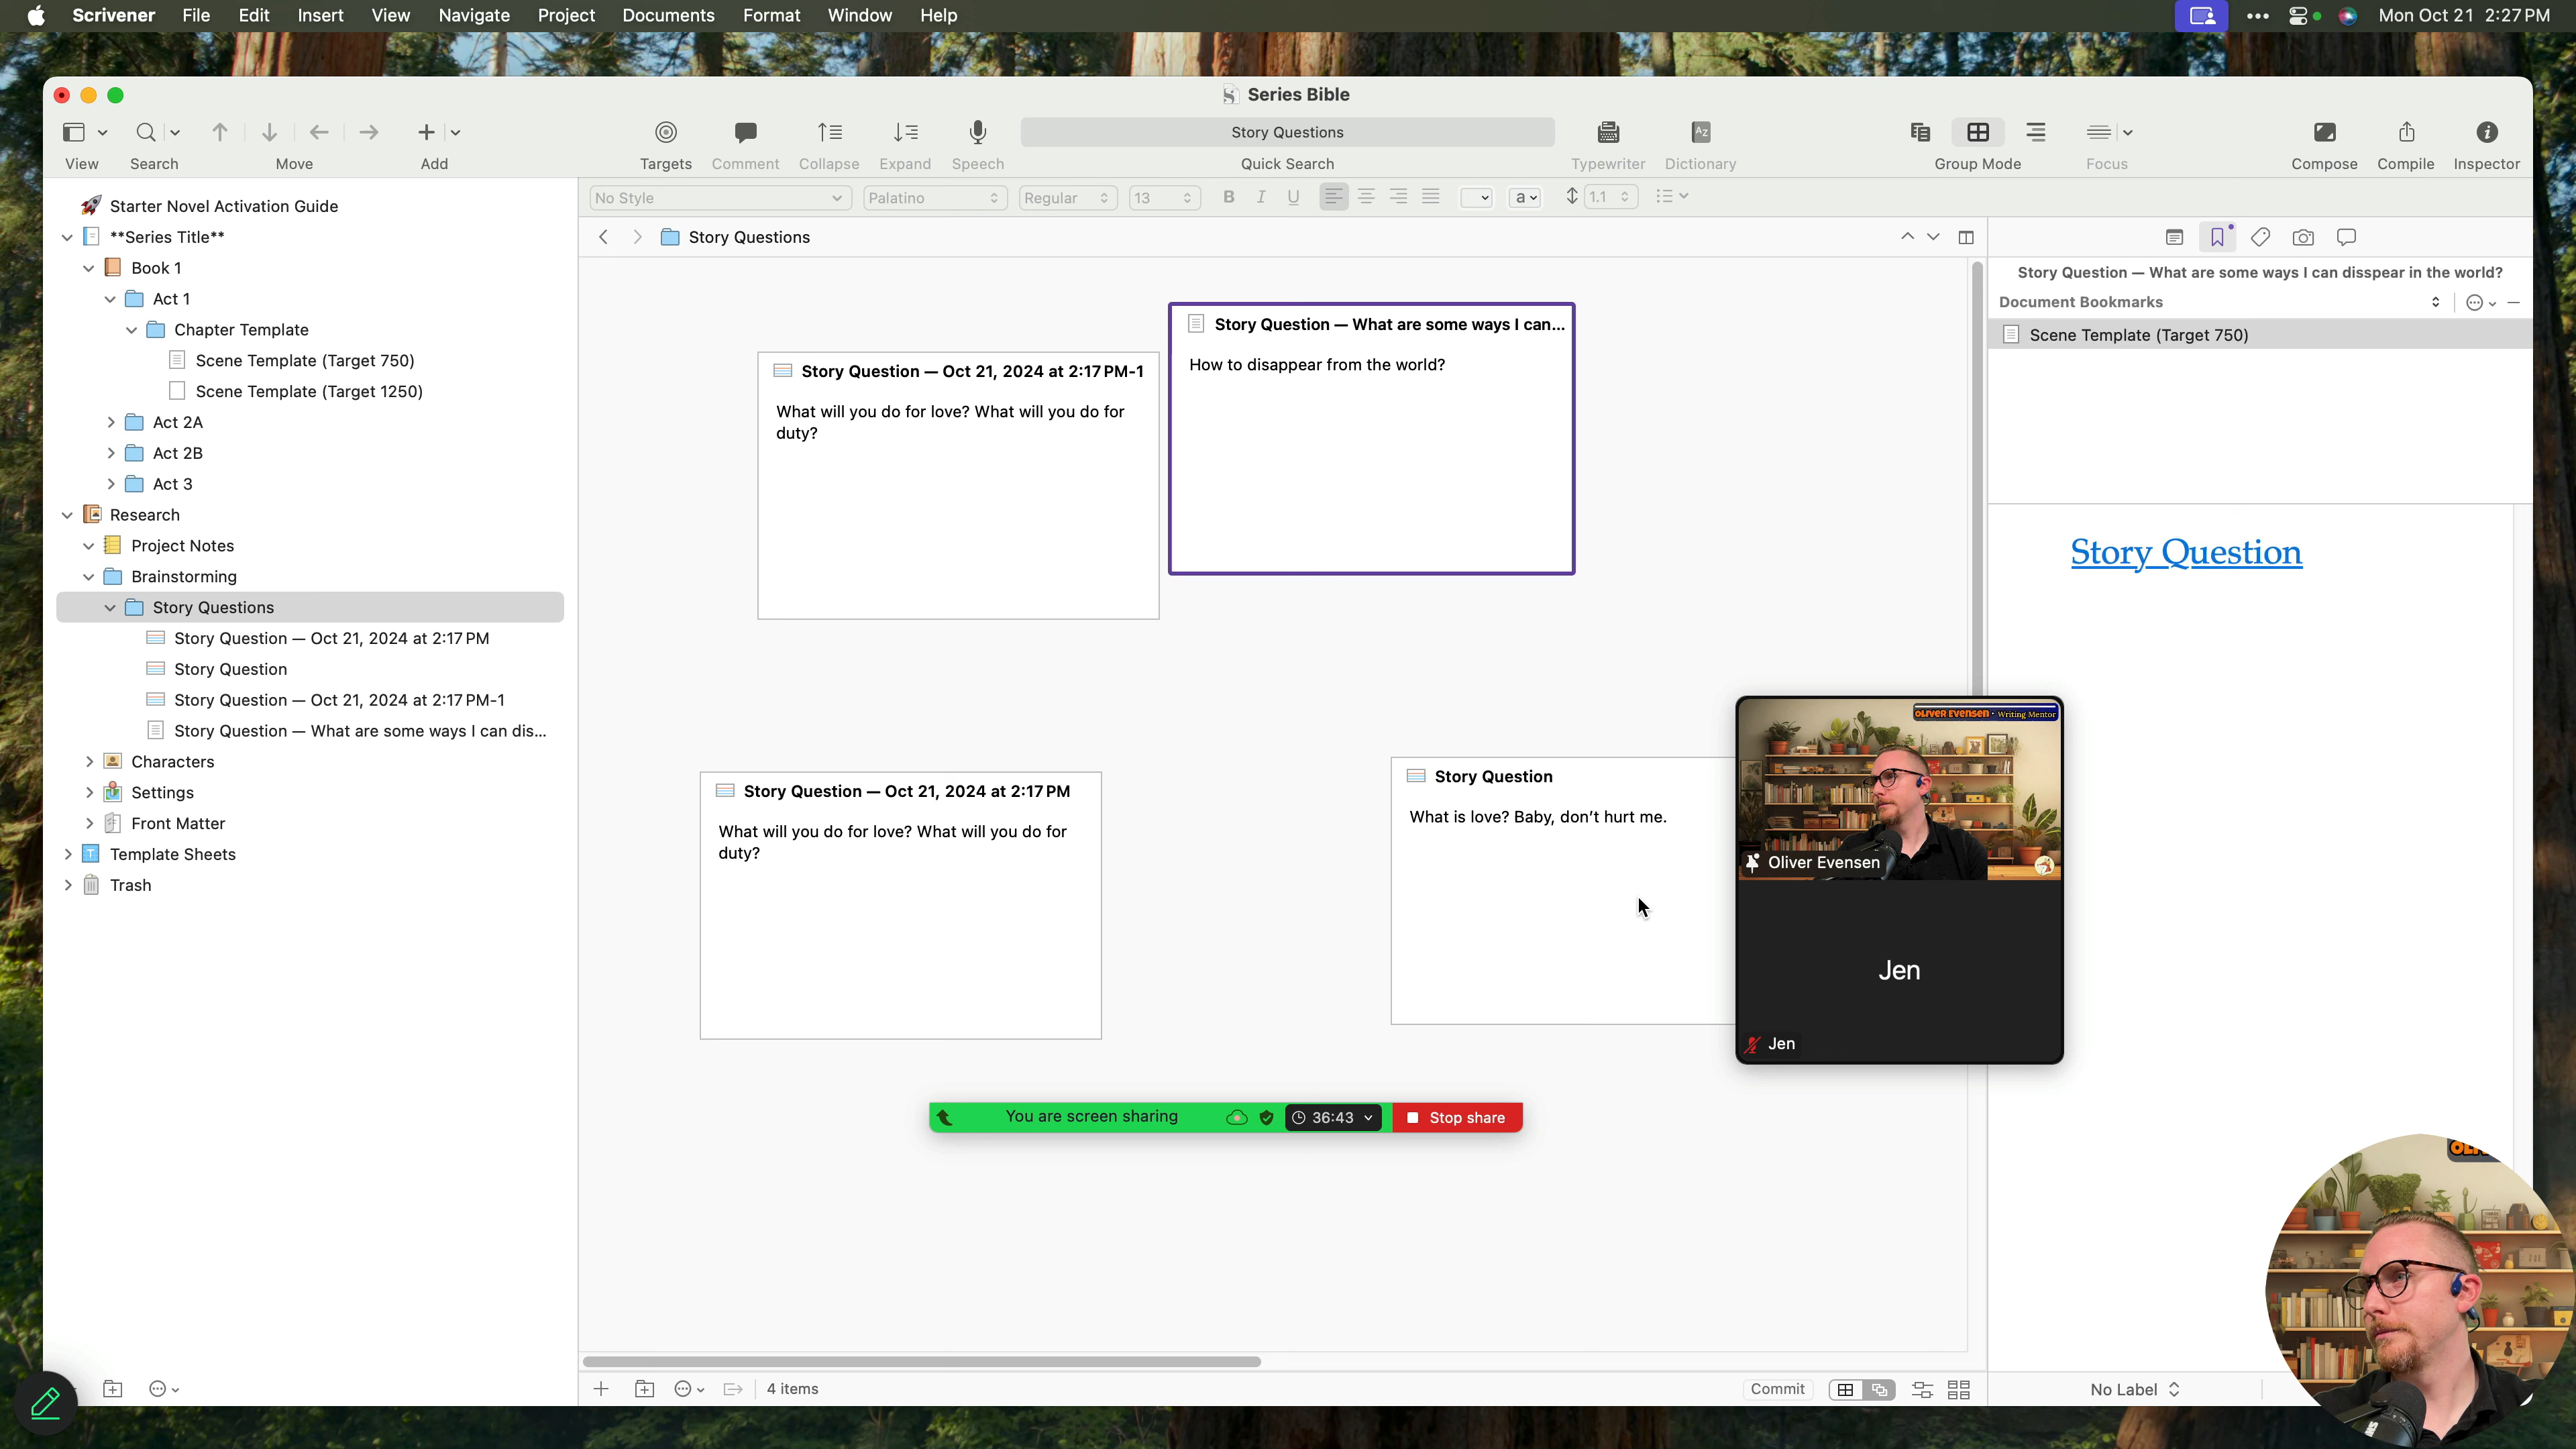 Scrivener File Edit Insert View Navigate Project Documents Format Window Help
Mon Oct 21 2:27 PM
Series Bible
Story Questions
View Search Move Add Targets Comment Collapse Expand Speech Quick Search Typewriter Dictionary Group Mode Focus Compose Compile Inspector
No Style Palatino Regular 13 B I U a 1.1
Starter Novel Activation Guide
**Series Title**
Book 1
Act 1
Chapter Template
Scene Template (Target 750)
Scene Template (Target 1250)
Act 2A
Act 2B
Act 3
Research
Project Notes
Brainstorming
Story Questions
Story Question — Oct 21, 2024 at 2:17 PM
Story Question
Story Question — Oct 21, 2024 at 2:17 PM-1
Story Question — What are some ways I can dis...
Characters
Settings
Front Matter
Template Sheets
Trash
Story Questions
Story Question — What are some ways I can...
How to disappear from the world?
Story Question — Oct 21, 2024 at 2:17 PM-1
What will you do for love? What will you do for
duty?
Story Question — Oct 21, 2024 at 2:17 PM
What will you do for love? What will you do for
duty?
Story Question
What is love? Baby, don't hurt me.
OLIVER EVENSEN • Writing Mentor
Oliver Evensen
Jen
Jen
You are screen sharing 36:43 Stop share
4 items
Commit
Story Question — What are some ways I can disspear in the world?
Document Bookmarks
Scene Template (Target 750)
Story Question
No Label